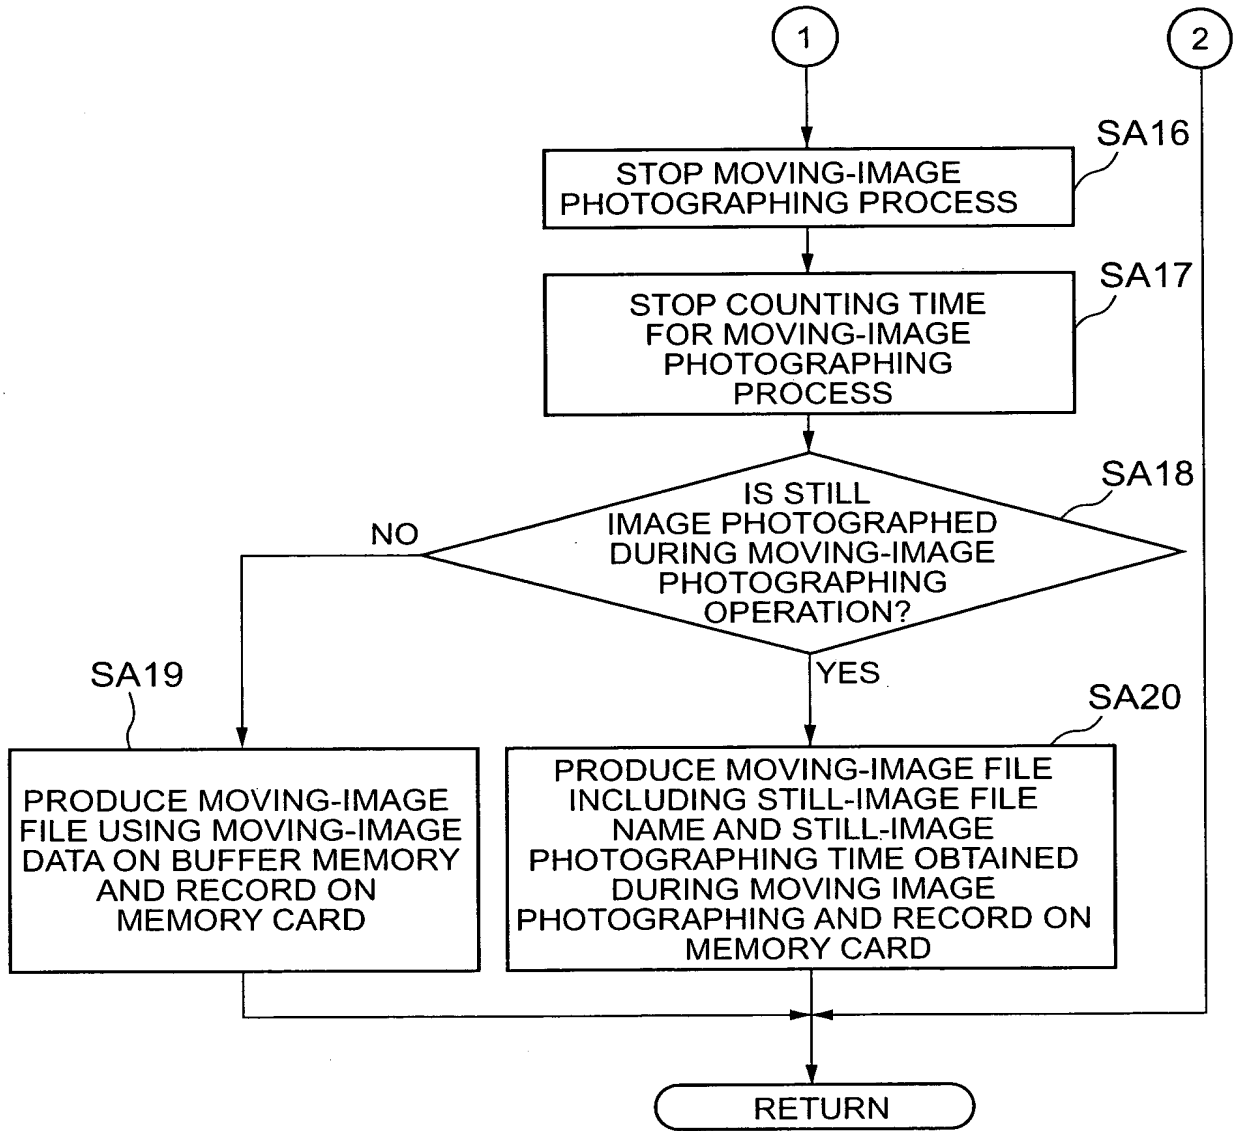 1
2
SA16
STOP MOVING-IMAGE
PHOTOGRAPHING PROCESS
SA17
STOP COUNTING TIME
FOR MOVING-IMAGE
PHOTOGRAPHING
PROCESS
SA18
IS STILL
IMAGE PHOTOGRAPHED
DURING MOVING-IMAGE
PHOTOGRAPHING
OPERATION?
NO
YES
SA19
PRODUCE MOVING-IMAGE
FILE USING MOVING-IMAGE
DATA ON BUFFER MEMORY
AND RECORD ON
MEMORY CARD
SA20
PRODUCE MOVING-IMAGE FILE
INCLUDING STILL-IMAGE FILE
NAME AND STILL-IMAGE
PHOTOGRAPHING TIME OBTAINED
DURING MOVING IMAGE
PHOTOGRAPHING AND RECORD ON
MEMORY CARD
RETURN